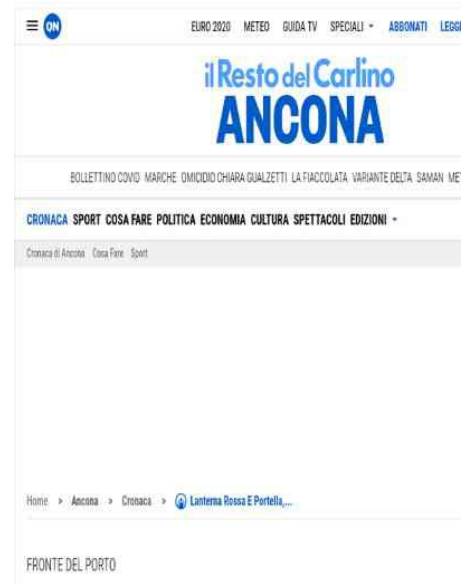 ON EURO 2020 METEO GUIDA TV SPECIALI ABBONATI LEGGI
il Resto del Carlino
ANCONA
BOLLETTINO COVID MARCHE OMICIDIO CHIARA GUALZETTI LA FIACCOLATA VARIANTE DELTA SAMAN MET
CRONACA SPORT COSA FARE POLITICA ECONOMIA CULTURA SPETTACOLI EDIZIONI
Cronaca di Ancona Cosa Fare Sport
Home > Ancona > Cronaca > Lanterna Rossa E Portella,...
FRONTE DEL PORTO